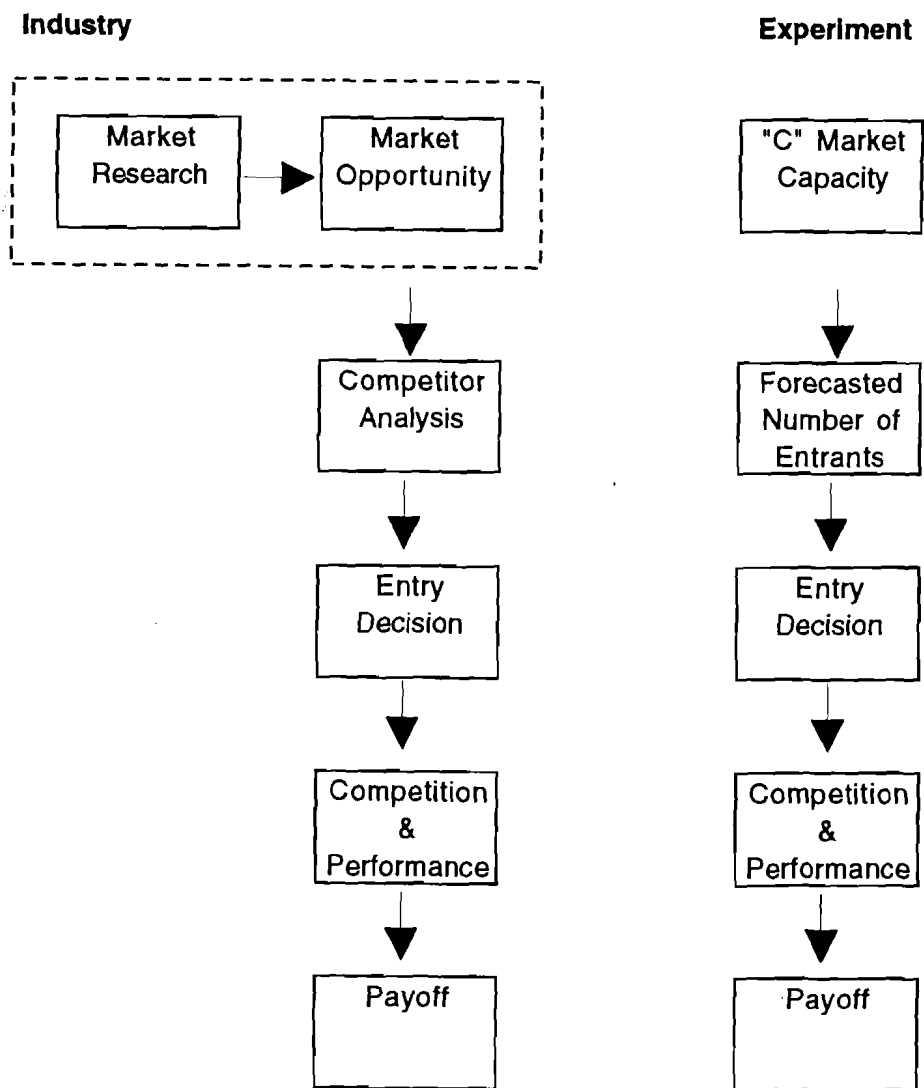 Industry
Market
Research
Market
Opportunity
Competitor
Analysis
Entry
Decision
Competition
&
Performance
Payoff
Experiment
"C" Market
Capacity
Forecasted
Number of
Entrants
Entry
Decision
Competition
&
Performance
Payoff